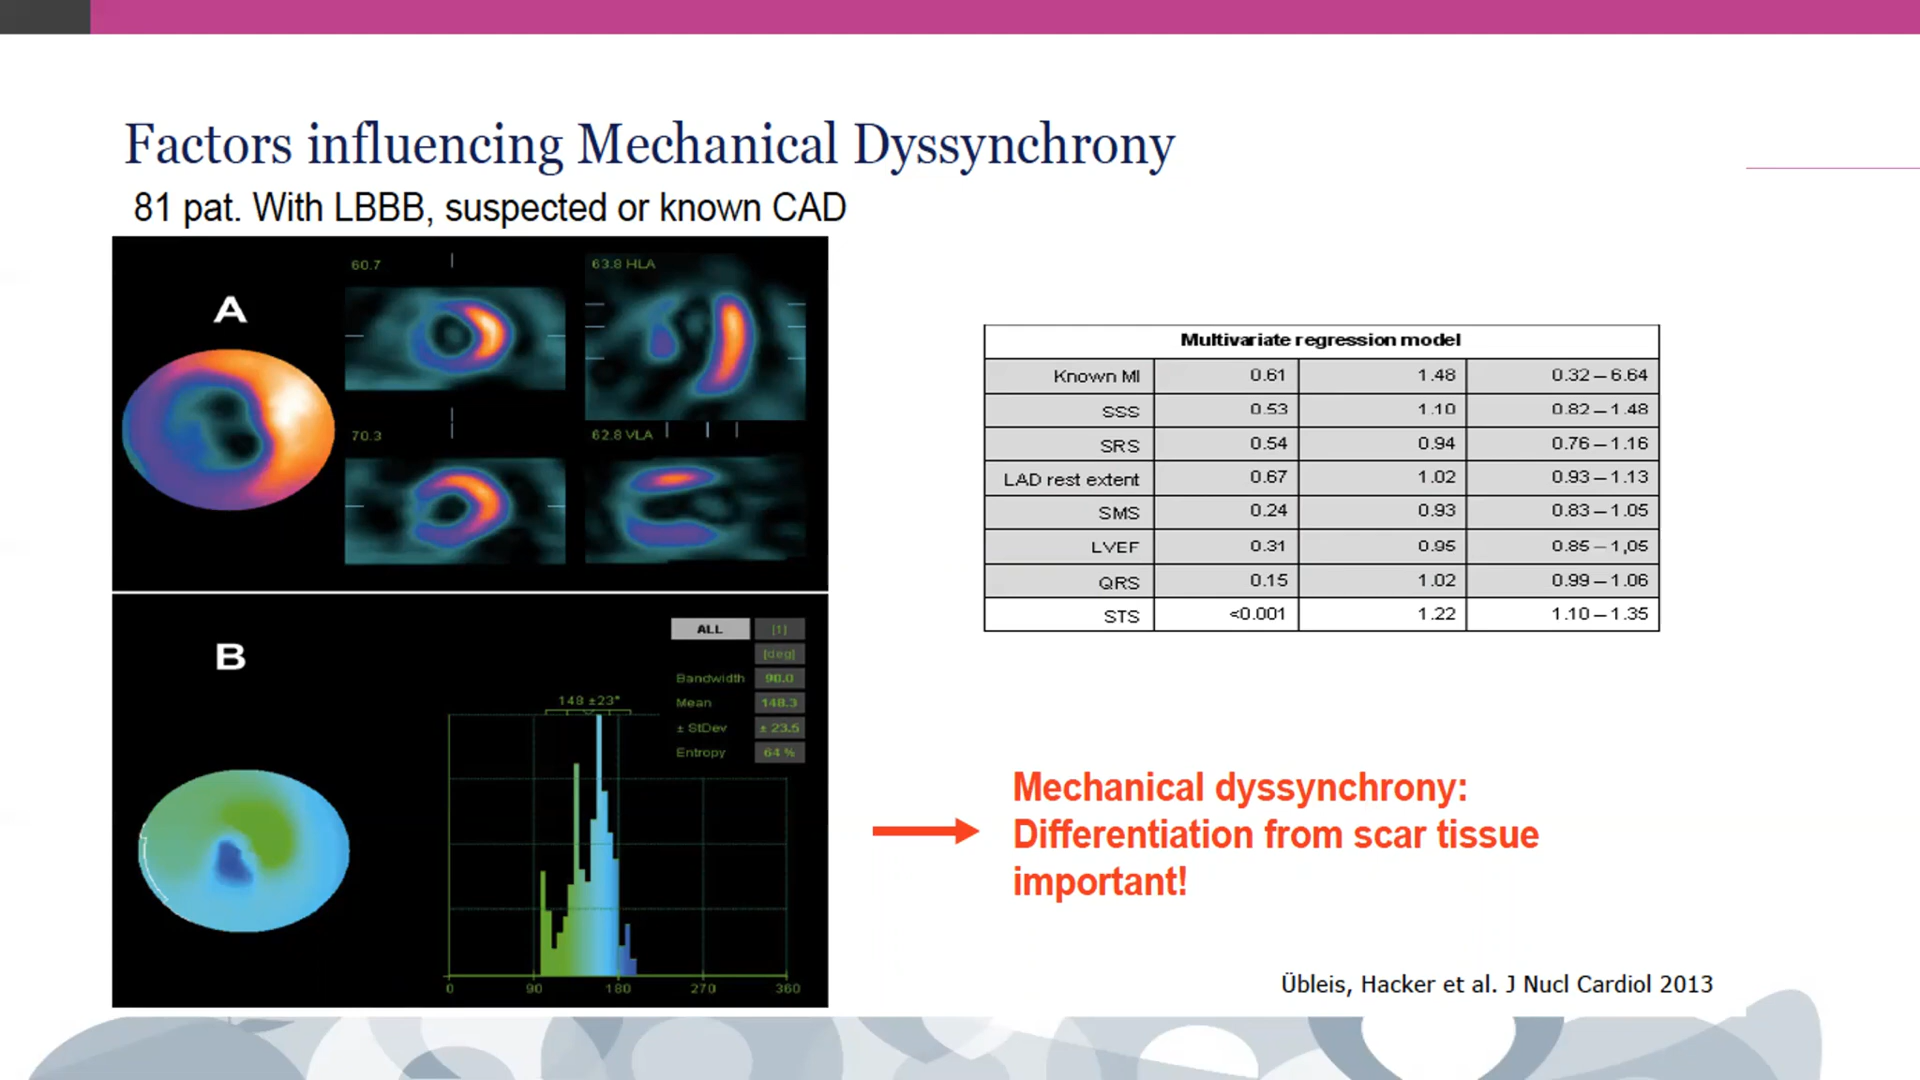 Factors influencing Mechanical Dyssynchrony
81 pat. With LBBB, suspected or known CAD
A
60.7
63.8 HLA
70.3
62.8 VLA
B
ALL [1]
[deg]
Bandwidth 90.0
Mean 148.3
± StDev ± 23.5
Entropy 64 %
148 ±23°
0 90 180 270 360
Multivariate regression model
Known MI 0.61 1.48 0.32 – 6.64
SSS 0.53 1.10 0.82 – 1.48
SRS 0.54 0.94 0.76 – 1.16
LAD rest extent 0.67 1.02 0.93 – 1.13
SMS 0.24 0.93 0.83 – 1.05
LVEF 0.31 0.95 0.85 – 1,05
QRS 0.15 1.02 0.99 – 1.06
STS <0.001 1.22 1.10 – 1.35
Mechanical dyssynchrony:
Differentiation from scar tissue
important!
Übleis, Hacker et al. J Nucl Cardiol 2013